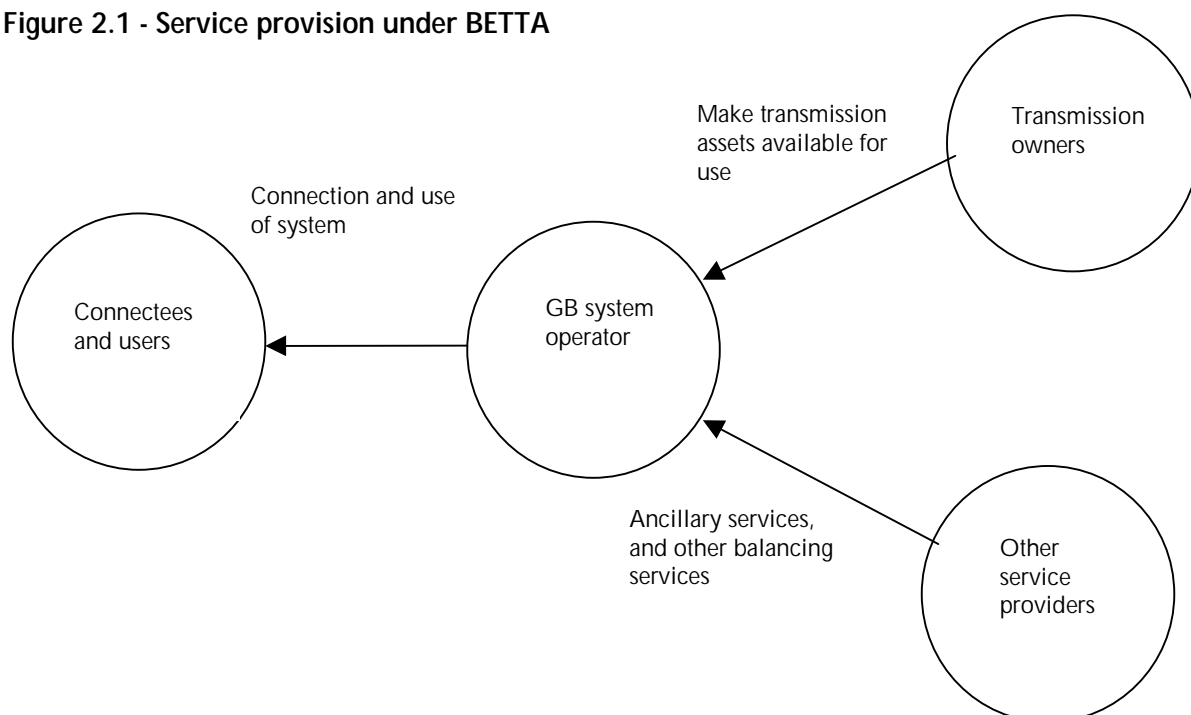 Figure 2.1 - Service provision under BETTA
Make transmission
assets available for
use
Transmission
owners
Connection and use
of system
Connectees
and users
GB system
operator
Ancillary services,
and other balancing
services
Other
service
providers